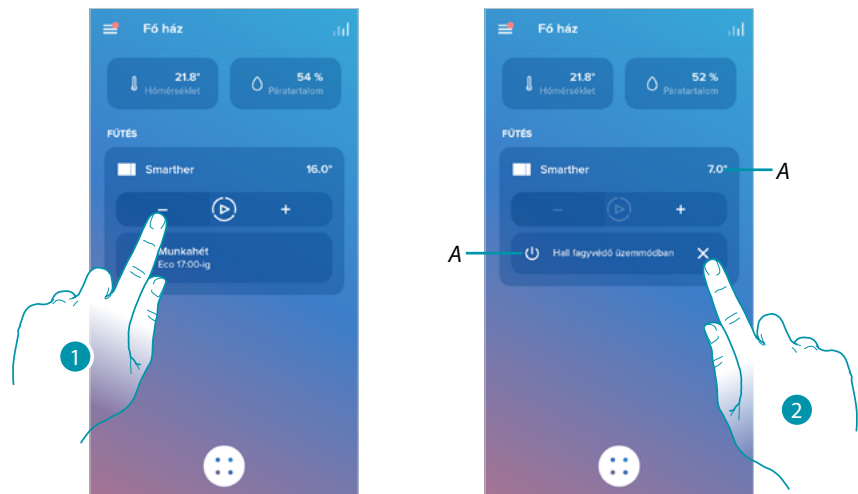 Fő ház
21.8°
Hőmérséklet
54 %
Páratartalom
FŰTÉS
Smarther 16.0°
– +
Munkahét
Eco 17:00-ig
1
Fő ház
21.8°
Hőmérséklet
52 %
Páratartalom
FŰTÉS
Smarther 7.0°
A
– +
A
Hall fagyvédő üzemmódban
2